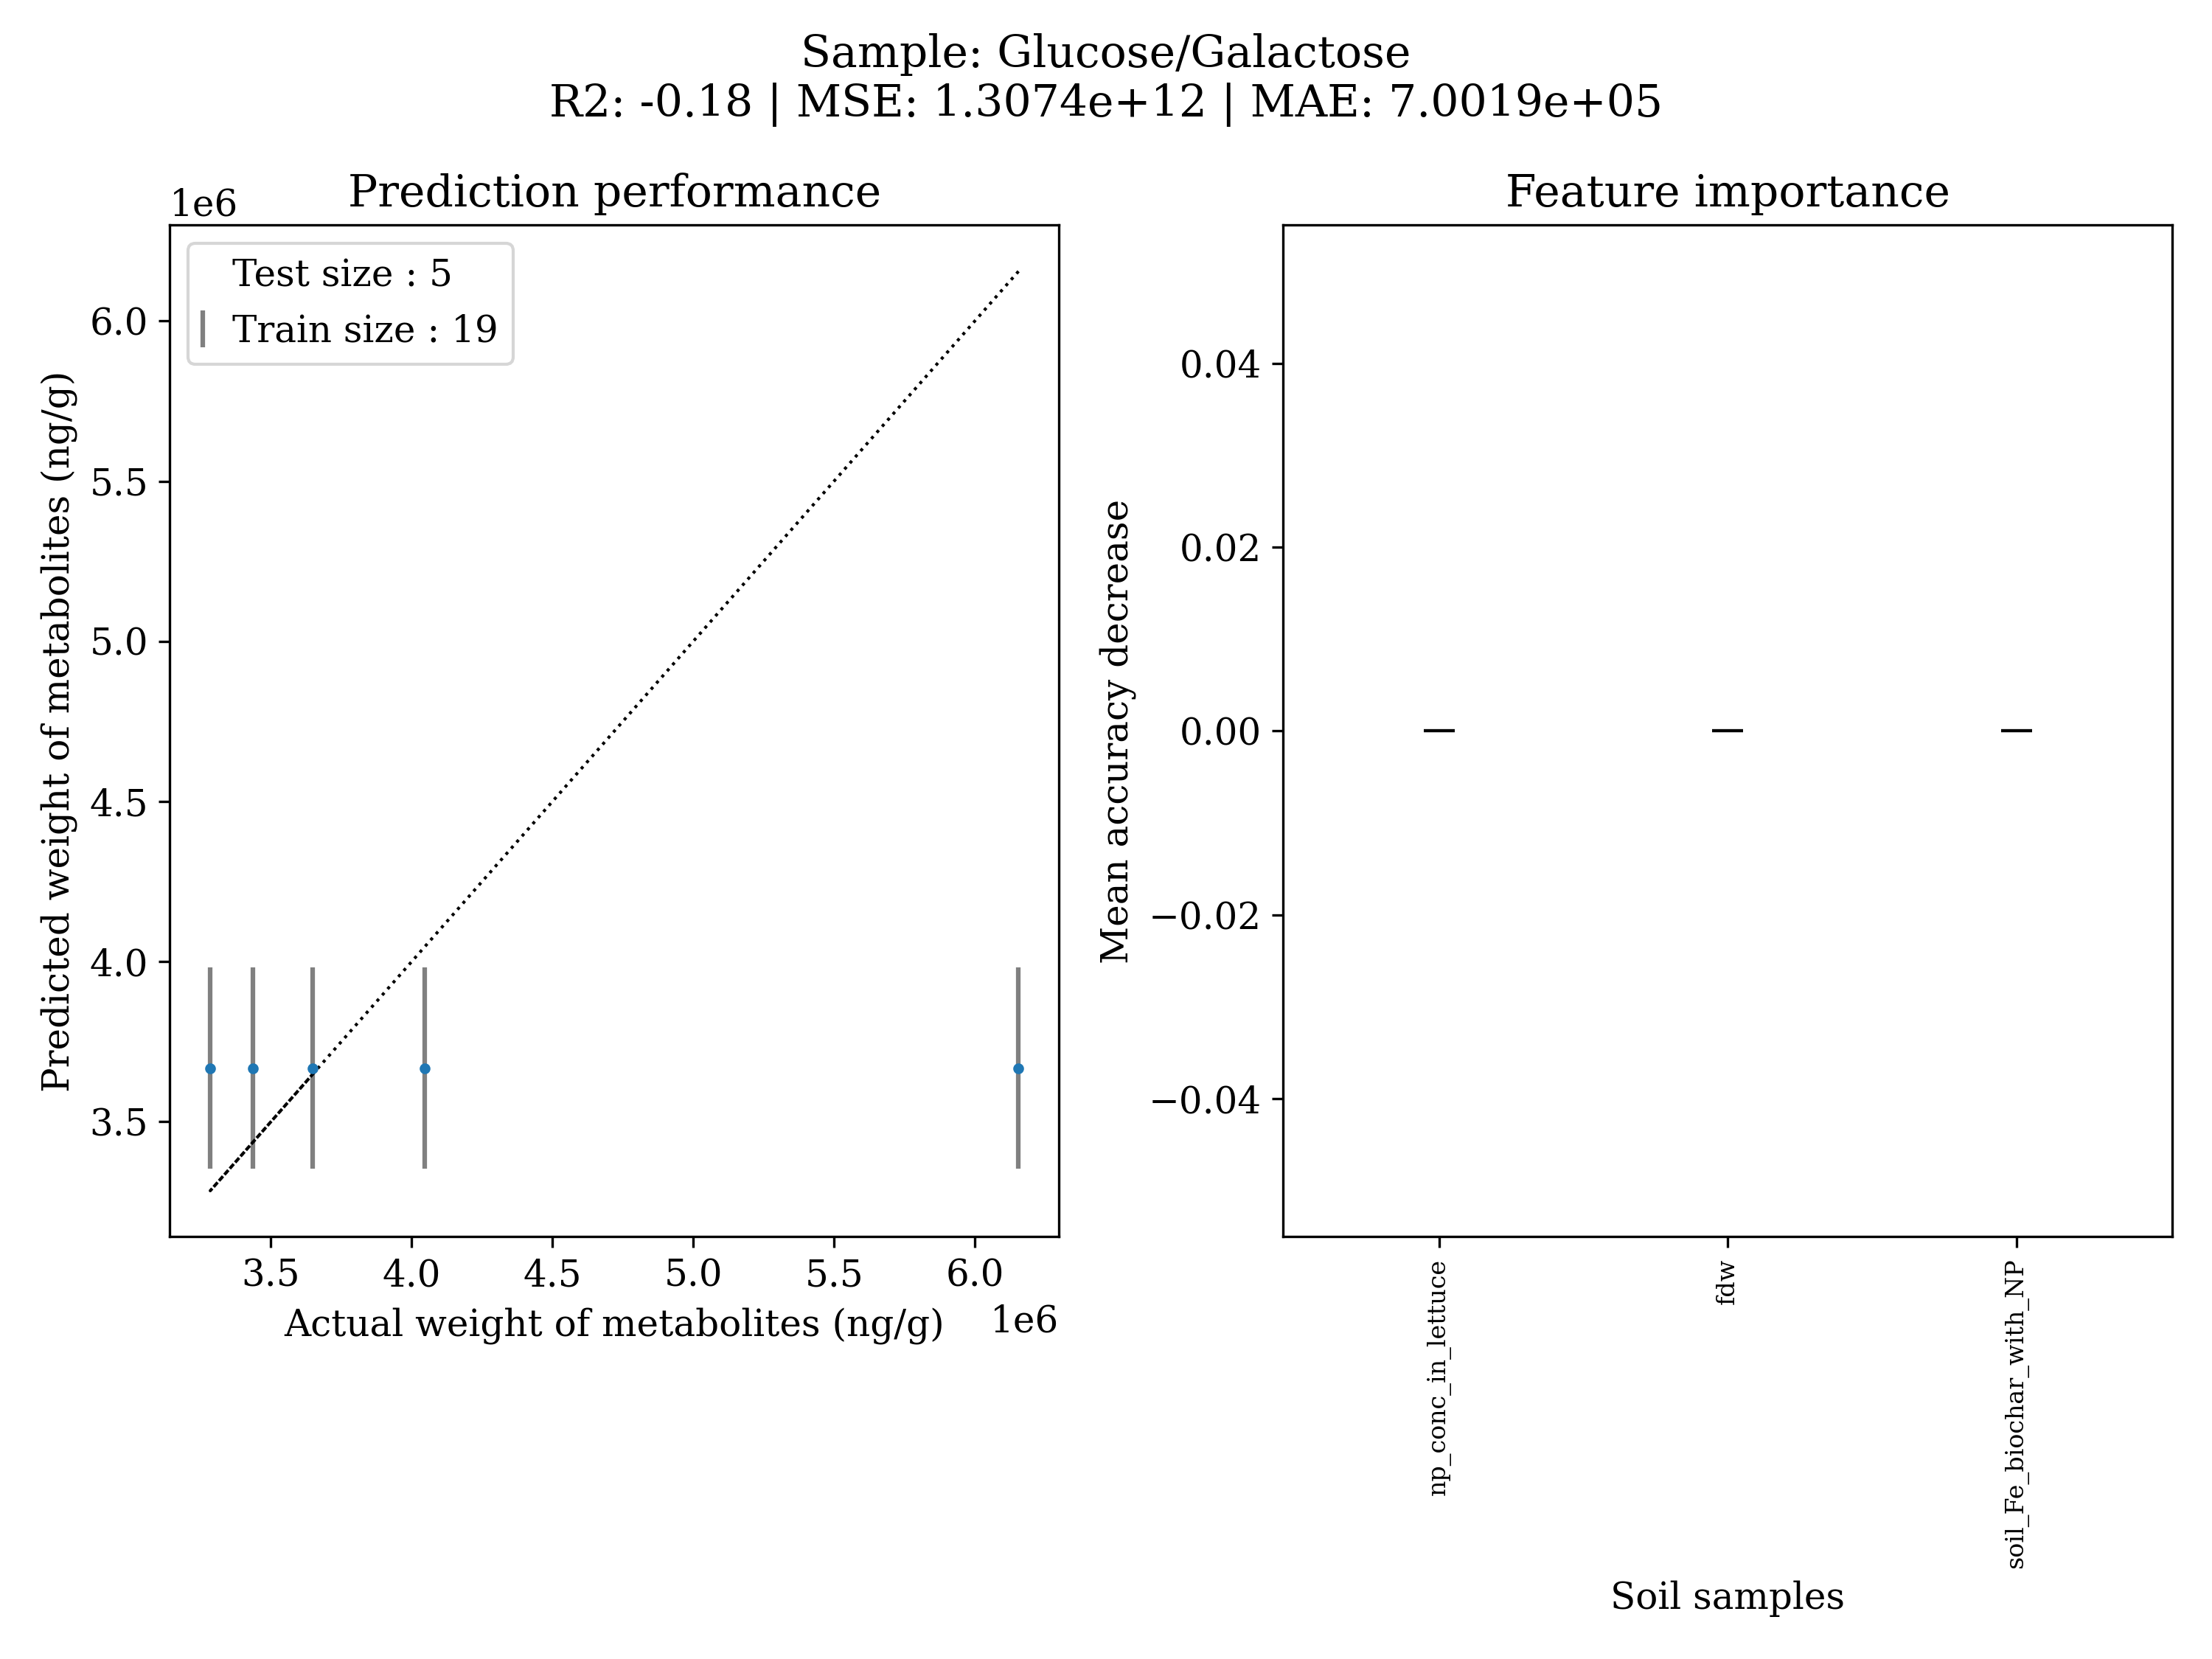 Sample: Glucose/Galactose
R2: -0.18 | MSE: 1.3074e+12 | MAE: 7.0019e+05
Prediction performance
1e6
Test size : 5
Train size : 19
6.0
5.5
5.0
4.5
4.0
3.5
Predicted weight of metabolites (ng/g)
3.5 4.0 4.5 5.0 5.5 6.0
Actual weight of metabolites (ng/g)
1e6
Feature importance
0.04
0.02
0.00
−0.02
−0.04
Mean accuracy decrease
np_conc_in_lettuce
fdw
soil_Fe_biochar_with_NP
Soil samples